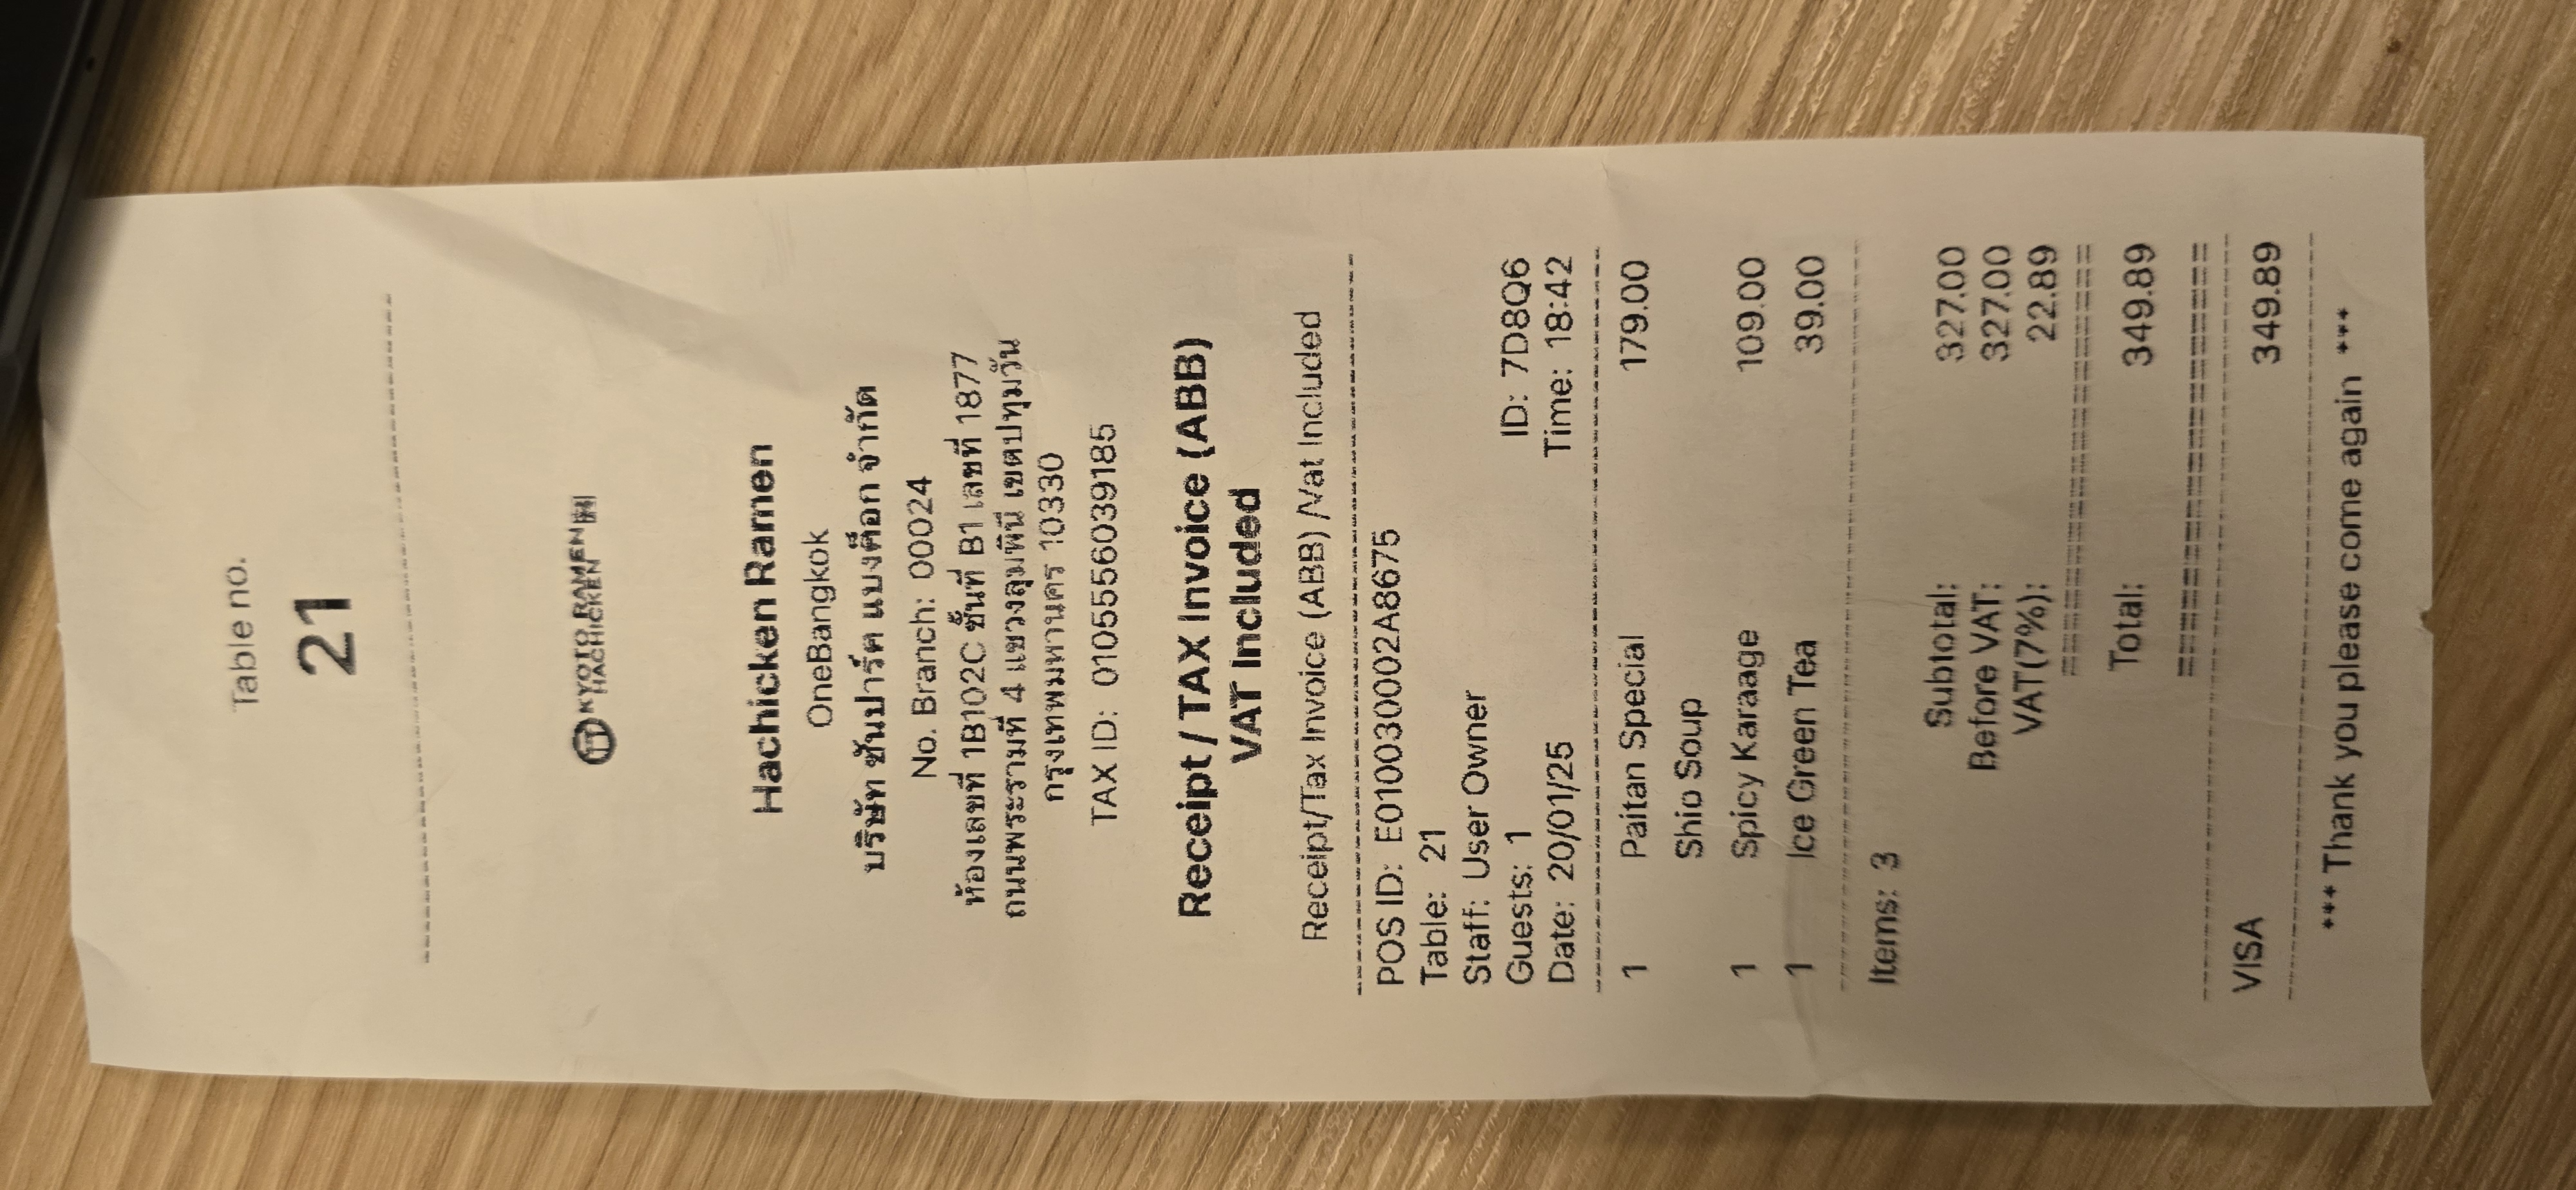 Table no.
21
KYOTO RAMEN
HACHICKEN
Hachicken Ramen
OneBangkok
บริษัท ซันปาร์ค แบงค็อก จำกัด
No. Branch: 00024
ห้องเลขที่ 1B102C ชั้นที่ B1 เลขที่ 1877
ถนนพระรามที่ 4 แขวงลุมพินี เขตปทุมวัน
กรุงเทพมหานคร 10330
TAX ID: 0105556039185
Receipt / TAX Invoice (ABB)
VAT Included
Receipt/Tax Invoice (ABB) /Vat Included
POS ID: E010030002A8675
Table: 21
Staff: User Owner
Guests: 1 ID: 7D8Q6
Date: 20/01/25 Time: 18:42
1 Paitan Special 179.00
Shio Soup
1 Spicy Karaage 109.00
1 Ice Green Tea 39.00
Items: 3
Subtotal: 327.00
Before VAT: 327.00
VAT(7%): 22.89
Total: 349.89
VISA 349.89
*** Thank you please come again ***